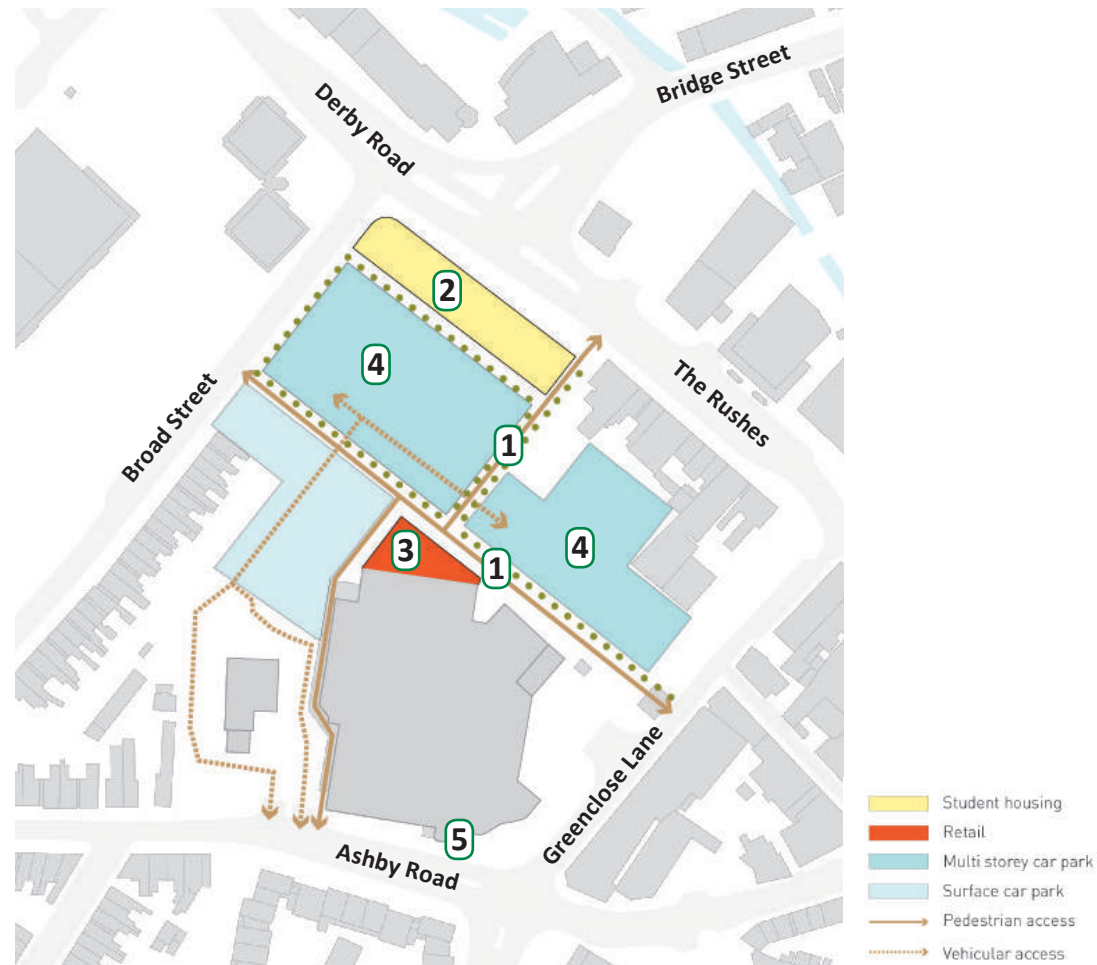 Bridge Street
Derby Road
2
4
The Rushes
Broad Street
1
3
1
4
Greenclose Lane
5
Ashby Road
Student housing
Retail
Multi storey car park
Surface car park
Pedestrian access
Vehicular access